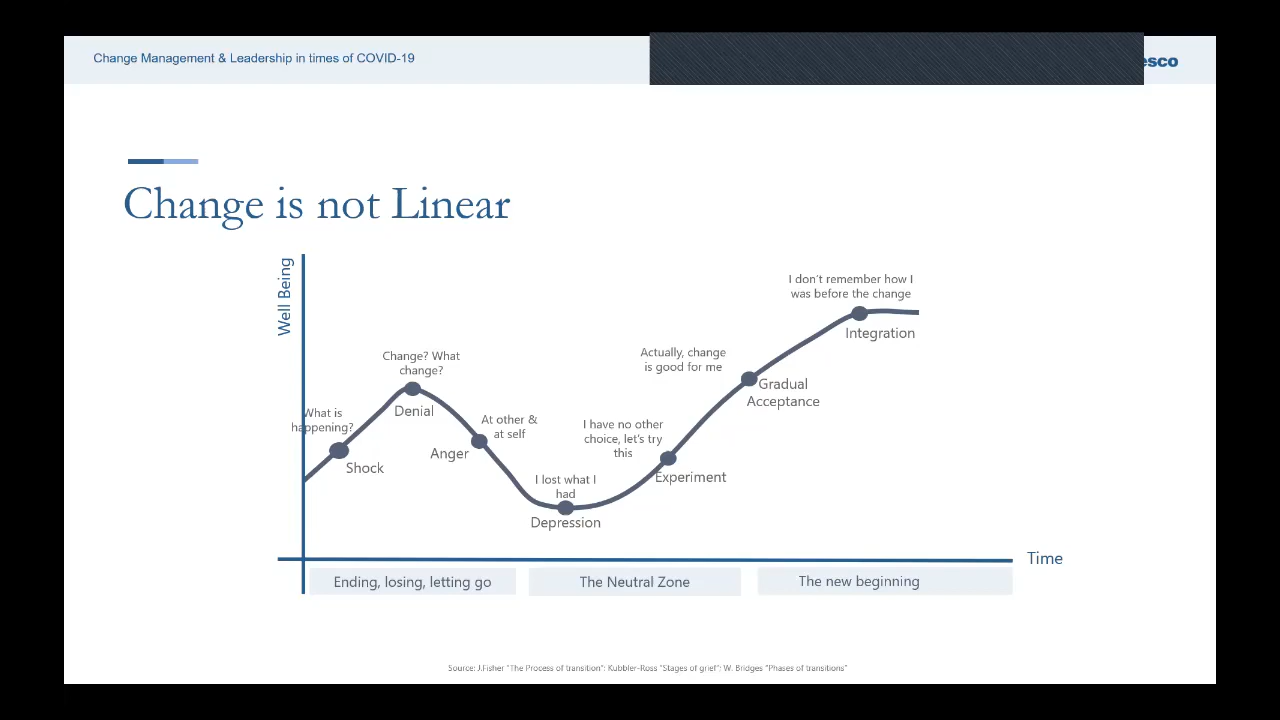 Change Management & Leadership in times of COVID-19
esco
Change is not Linear
Well Being
I don't remember how I
was before the change
Integration
Change? What
change?
Denial
Actually, change
is good for me
Gradual
Acceptance
What is
happening?
Shock
At other &
at self
Anger
I have no other
choice, let's try
this
Experiment
I lost what I
had
Depression
Time
Ending, losing, letting go
The Neutral Zone
The new beginning
Source: J.Fisher "The Process of transition"; Kubbler-Ross "Stages of grief"; W. Bridges "Phases of transitions"